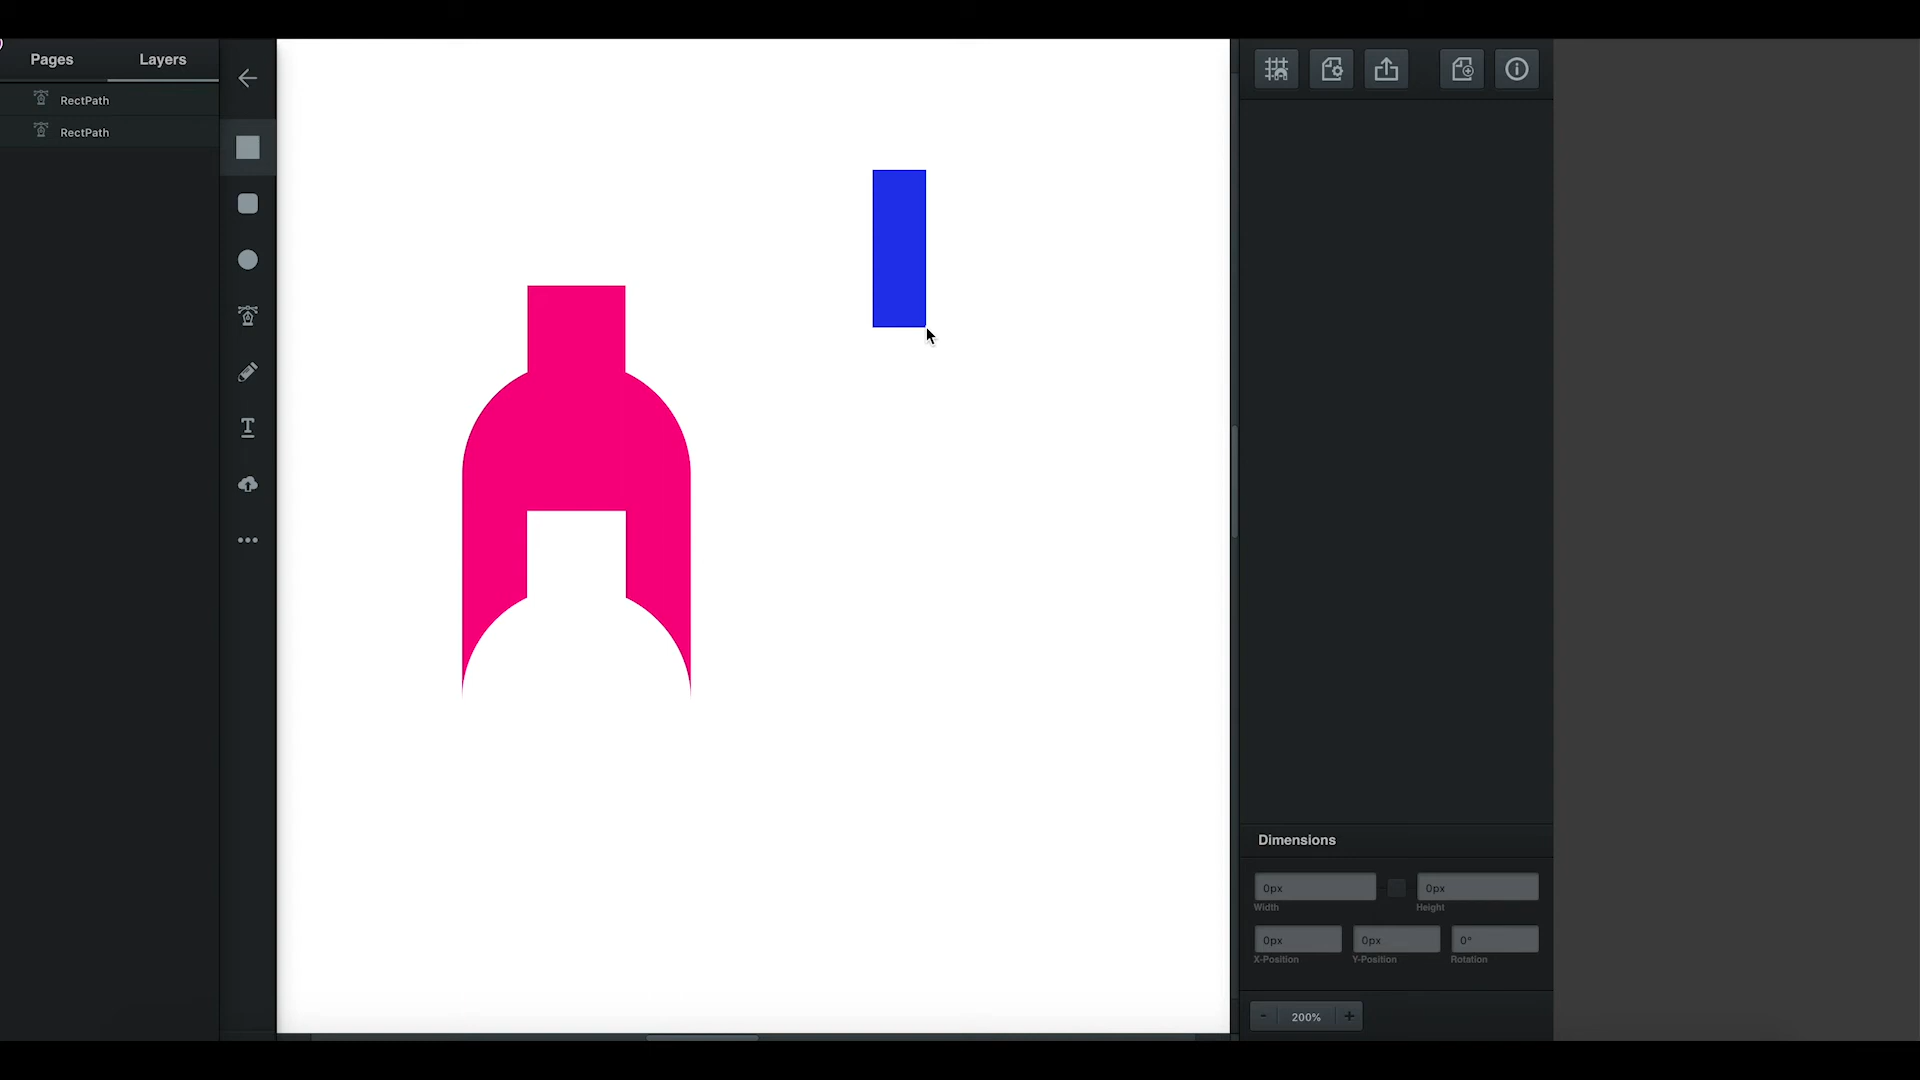 Pages Layers
RectPath
RectPath
T
Dimensions
0px 0px
Width Height
0px 0px 0°
X-Position Y-Position Rotation
- 200% +